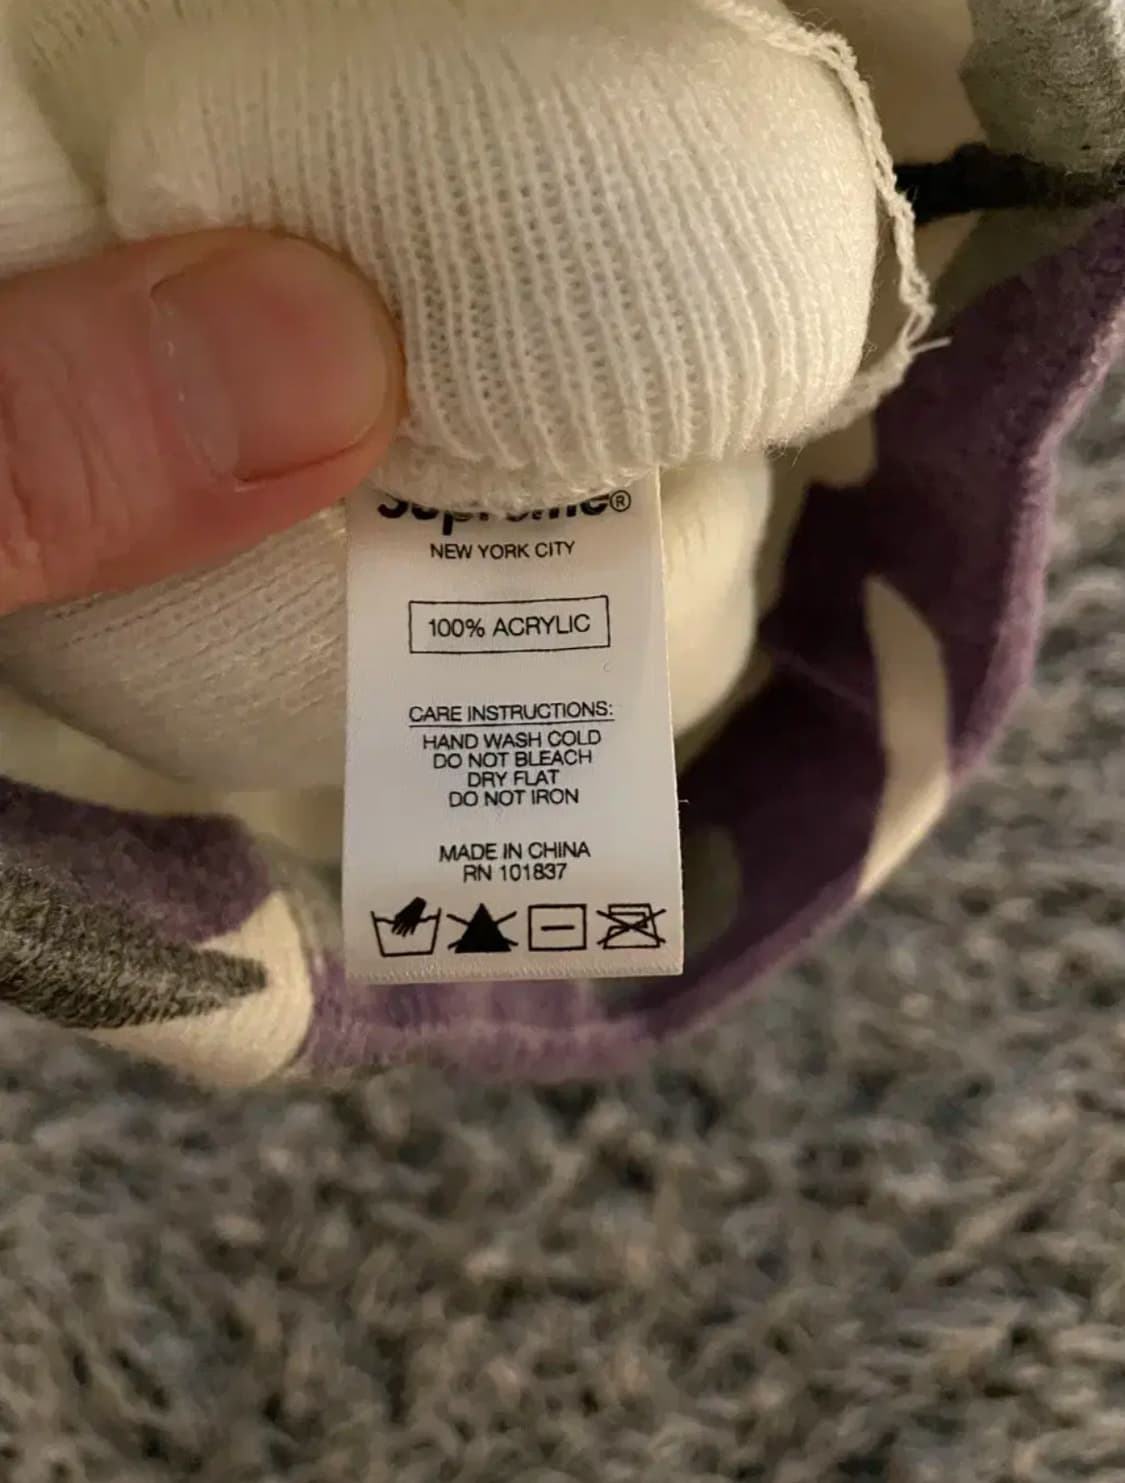 Supreme®
NEW YORK CITY
100% ACRYLIC
CARE INSTRUCTIONS:
HAND WASH COLD
DO NOT BLEACH
DRY FLAT
DO NOT IRON
MADE IN CHINA
RN 101837